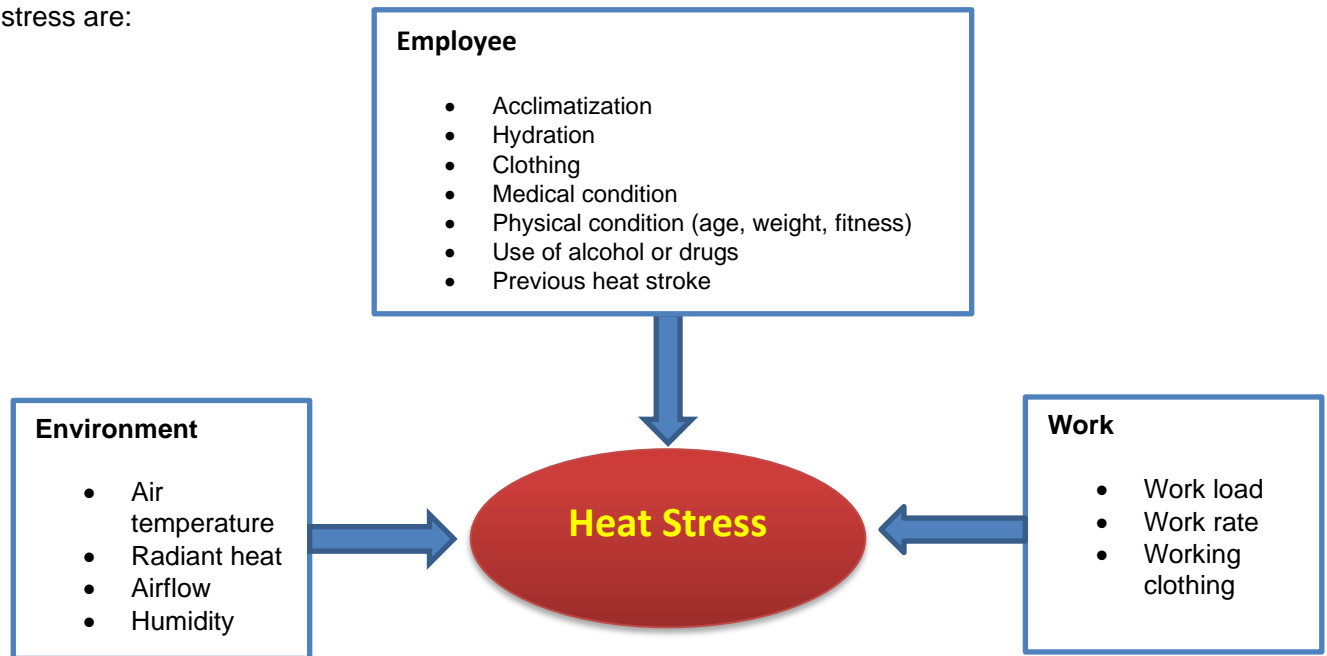 stress are:
Employee
• Acclimatization
• Hydration
• Clothing
• Medical condition
• Physical condition (age, weight, fitness)
• Use of alcohol or drugs
• Previous heat stroke
Environment
• Air
temperature
• Radiant heat
• Airflow
• Humidity
Heat Stress
Work
• Work load
• Work rate
• Working
clothing